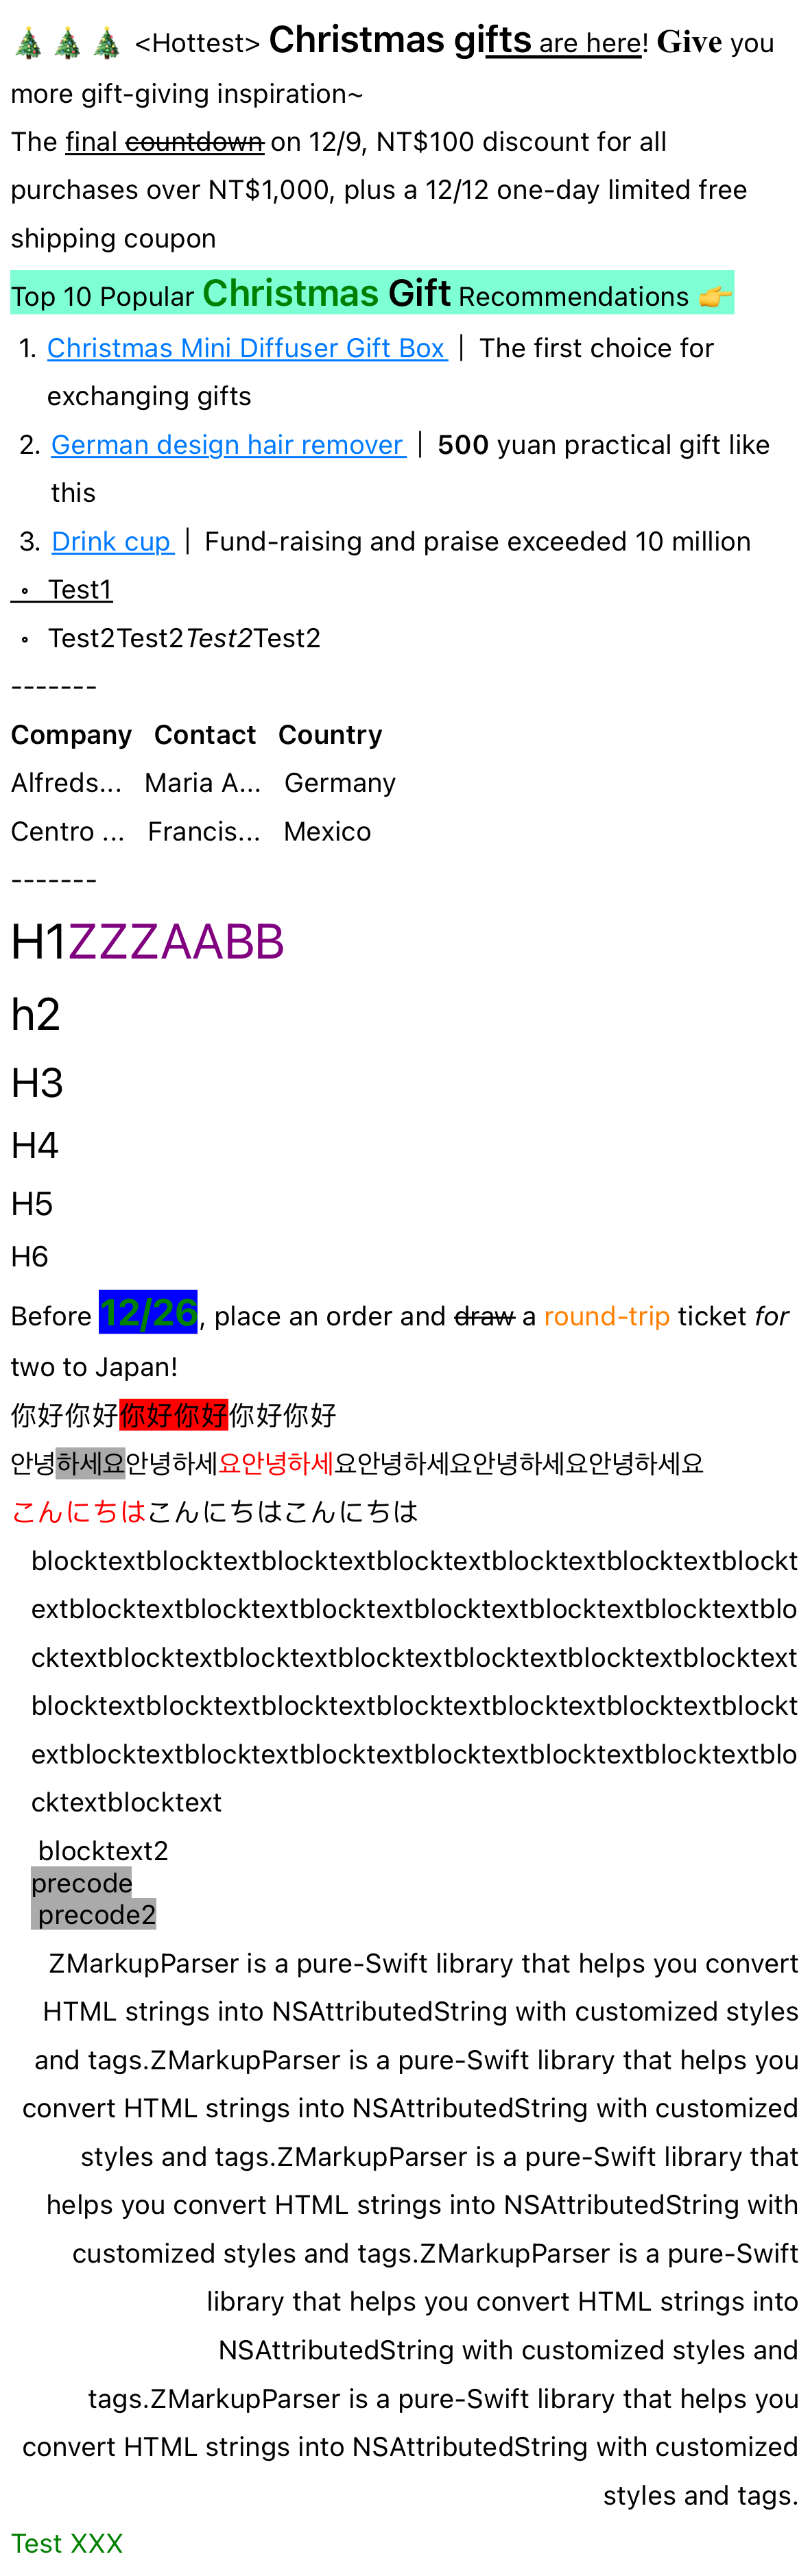 🎄🎄🎄 <Hottest> Christmas gifts are here! Give you
more gift-giving inspiration~
The final countdown on 12/9, NT$100 discount for all
purchases over NT$1,000, plus a 12/12 one-day limited free
shipping coupon
Top 10 Popular Christmas Gift Recommendations 👉
1. Christmas Mini Diffuser Gift Box | The first choice for
exchanging gifts
2. German design hair remover | 500 yuan practical gift like
this
3. Drink cup | Fund-raising and praise exceeded 10 million
◦ Test1
◦ Test2Test2Test2Test2
-------
Company Contact Country
Alfreds... Maria A... Germany
Centro ... Francis... Mexico
-------
H1ZZZAABB
h2
H3
H4
H5
H6
Before 12/26, place an order and draw a round-trip ticket for
two to Japan!
你好你好你好你好你好你好
안녕하세요안녕하세요안녕하세요안녕하세요안녕하세요안녕하세요
こんにちはこんにちはこんにちは
blocktextblocktextblocktextblocktextblocktextblocktextblockt
extblocktextblocktextblocktextblocktextblocktextblocktextblo
cktextblocktextblocktextblocktextblocktextblocktextblocktext
blocktextblocktextblocktextblocktextblocktextblocktextblockt
extblocktextblocktextblocktextblocktextblocktextblocktextblo
cktextblocktext
blocktext2
precode
precode2
ZMarkupParser is a pure-Swift library that helps you convert
HTML strings into NSAttributedString with customized styles
and tags.ZMarkupParser is a pure-Swift library that helps you
convert HTML strings into NSAttributedString with customized
styles and tags.ZMarkupParser is a pure-Swift library that
helps you convert HTML strings into NSAttributedString with
customized styles and tags.ZMarkupParser is a pure-Swift
library that helps you convert HTML strings into
NSAttributedString with customized styles and
tags.ZMarkupParser is a pure-Swift library that helps you
convert HTML strings into NSAttributedString with customized
styles and tags.
Test XXX